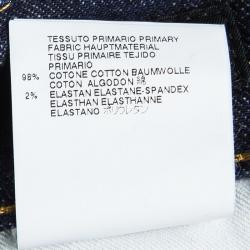 TESSUTO PRIMARIO PRIMARY
FABRIC HAUPTMATERIAL
TISSU PRIMAIRE TEJIDO
PRIMARIO
98% COTONE COTTON BAUMWOLLE
COTON ALGODON 綿
2% ELASTAN ELASTANE-SPANDEX
ELASTHAN ELASTHANNE
ELASTANO ポリウレタン